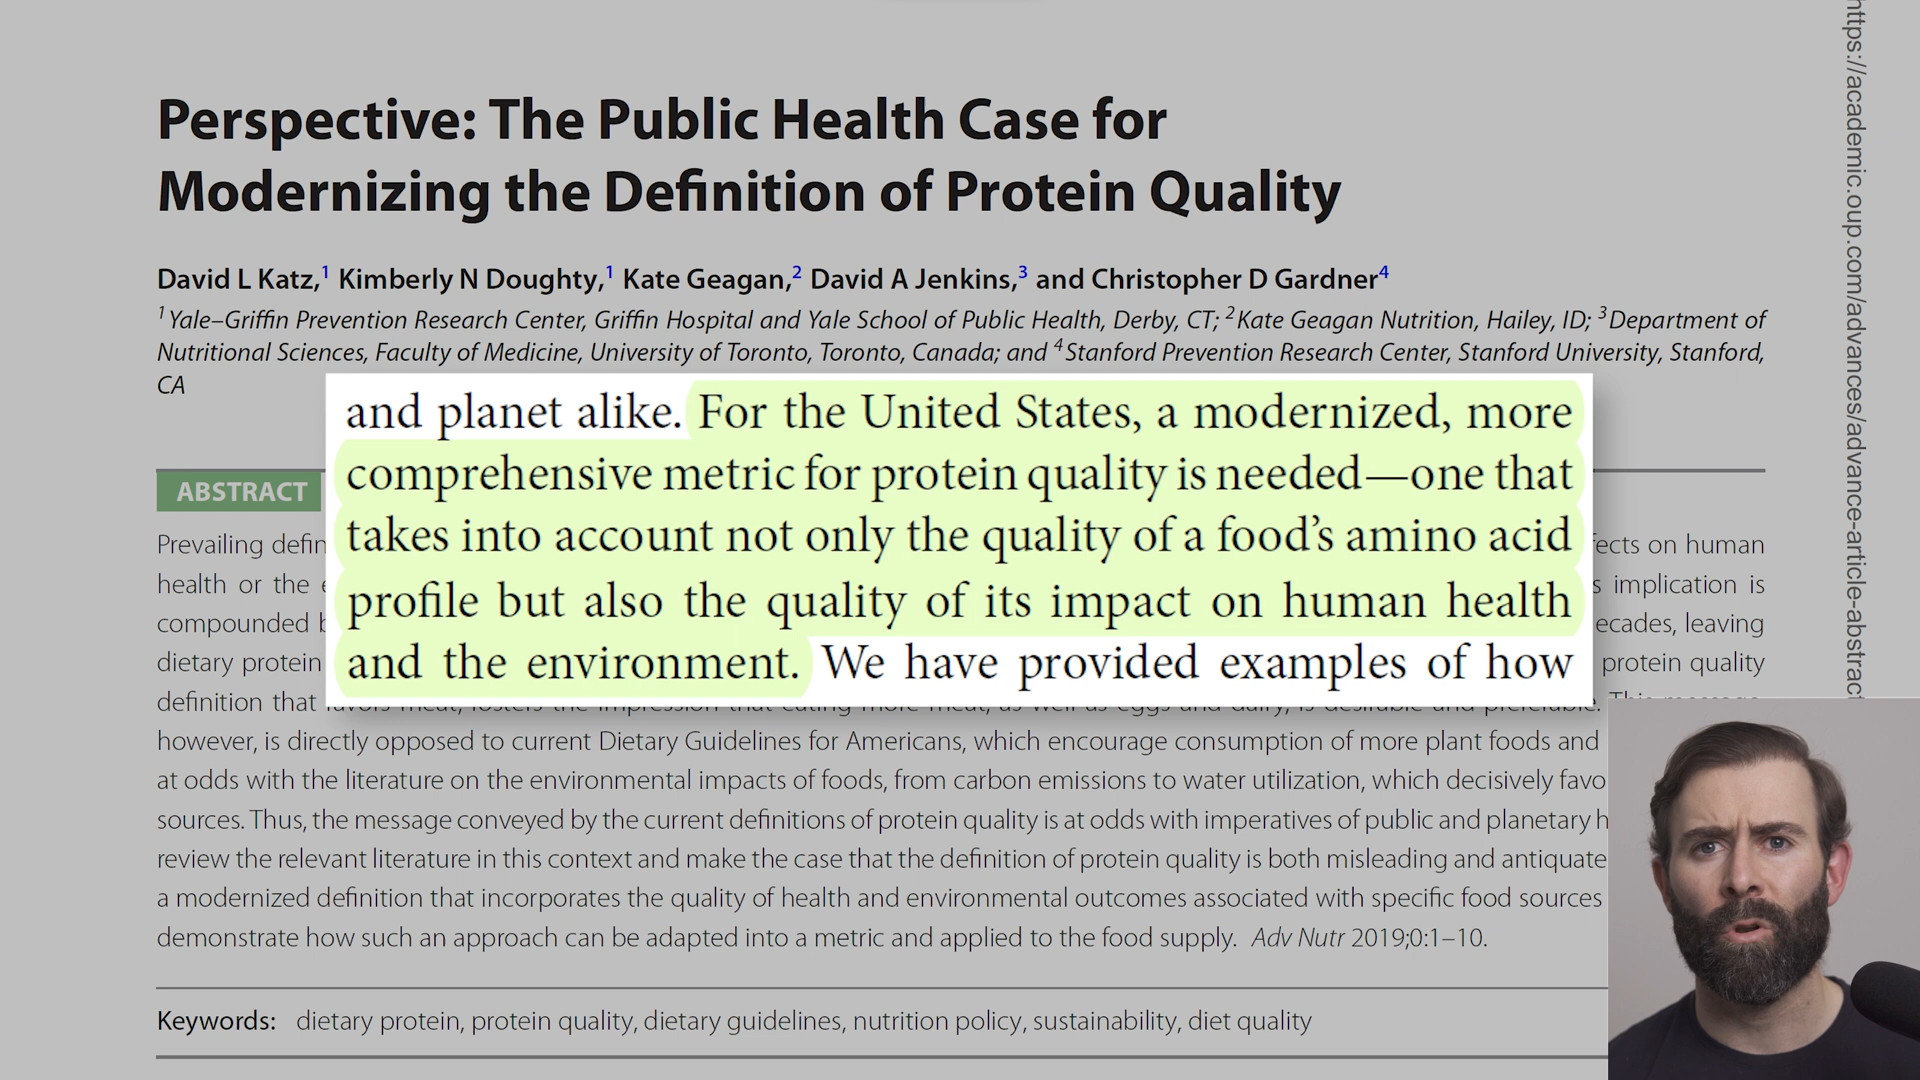 Perspective: The Public Health Case for
Modernizing the Definition of Protein Quality
David L Katz,1 Kimberly N Doughty,1 Kate Geagan,2 David A Jenkins,3 and Christopher D Gardner4
1Yale–Griffin Prevention Research Center, Griffin Hospital and Yale School of Public Health, Derby, CT; 2Kate Geagan Nutrition, Hailey, ID; 3Department of
Nutritional Sciences, Faculty of Medicine, University of Toronto, Toronto, Canada; and 4Stanford Prevention Research Center, Stanford University, Stanford,
CA
and planet alike. For the United States, a modernized, more
comprehensive metric for protein quality is needed—one that
takes into account not only the quality of a food’s amino acid
profile but also the quality of its impact on human health
and the environment. We have provided examples of how
ABSTRACT
Prevailing on human
health or the implication is
compounded leaving
dietary protein protein quality
definition that
however, is directly opposed to current Dietary Guidelines for Americans, which encourage consumption of more plant foods and
at odds with the literature on the environmental impacts of foods, from carbon emissions to water utilization, which decisively
sources. Thus, the message conveyed by the current definitions of protein quality is at odds with imperatives of public and planetary
review the relevant literature in this context and make the case that the definition of protein quality is both misleading and
a modernized definition that incorporates the quality of health and environmental outcomes associated with specific food sources
demonstrate how such an approach can be adapted into a metric and applied to the food supply. Adv Nutr 2019;0:1–10.
Keywords: dietary protein, protein quality, dietary guidelines, nutrition policy, sustainability, diet quality
https://academic.oup.com/advances/advance-article-abstract